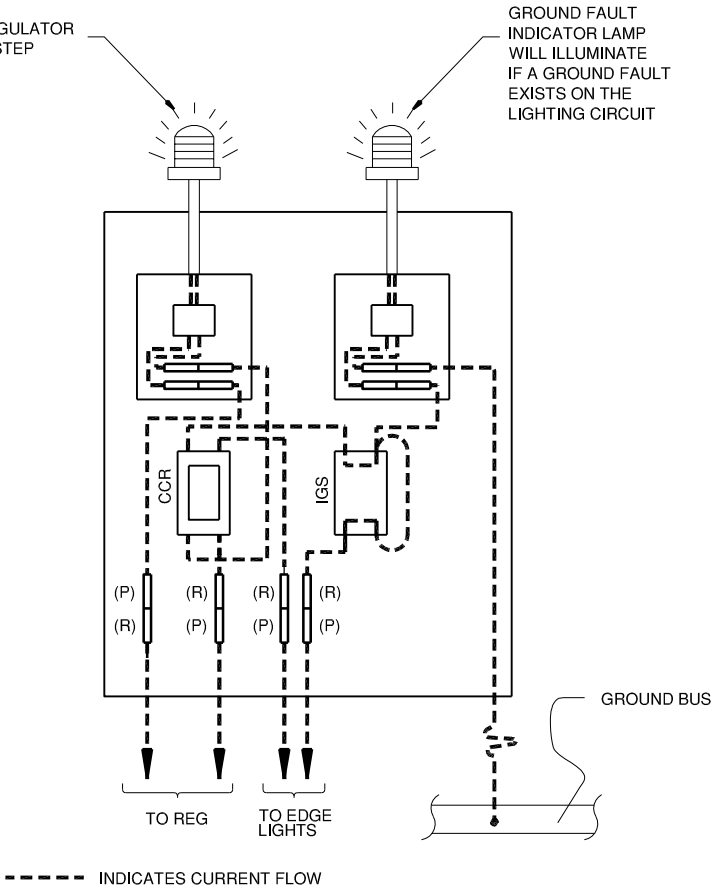 GULATOR
STEP
GROUND FAULT
INDICATOR LAMP
WILL ILLUMINATE
IF A GROUND FAULT
EXISTS ON THE
LIGHTING CIRCUIT
CCR
IGS
(P) (R) (R) (R)
(R) (P) (P) (P)
GROUND BUS
TO REG
TO EDGE
LIGHTS
INDICATES CURRENT FLOW